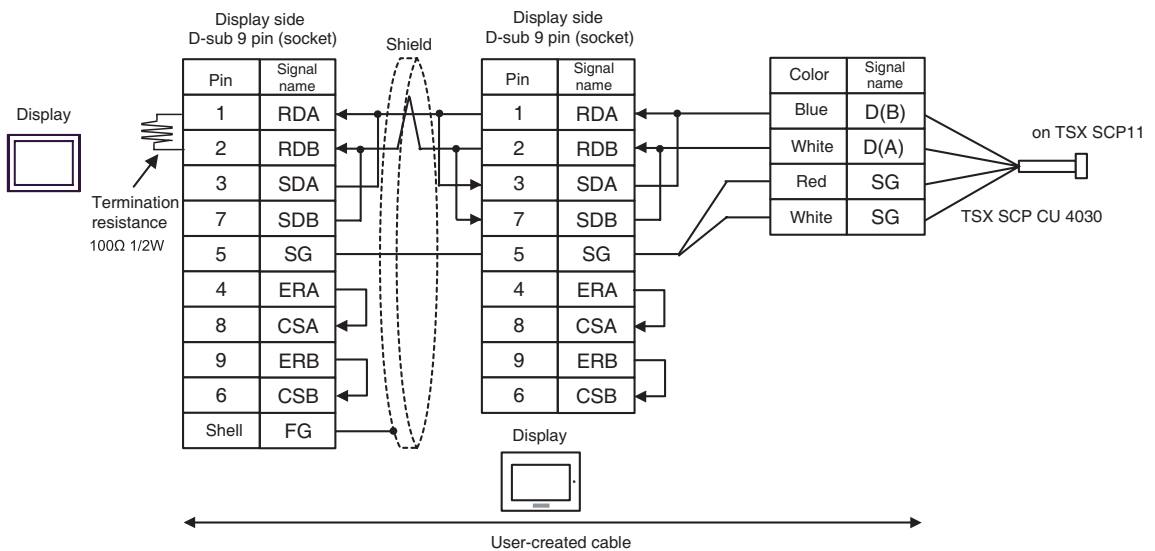 Display side
D-sub 9 pin (socket)
Shield
Display side
D-sub 9 pin (socket)
Display
Termination
resistance
100Ω 1/2W
Pin Signal name
1 RDA
2 RDB
3 SDA
7 SDB
5 SG
4 ERA
8 CSA
9 ERB
6 CSB
Shell FG
Pin Signal name
1 RDA
2 RDB
3 SDA
7 SDB
5 SG
4 ERA
8 CSA
9 ERB
6 CSB
Display
Color Signal name
Blue D(B)
White D(A)
Red SG
White SG
on TSX SCP11
TSX SCP CU 4030
User-created cable